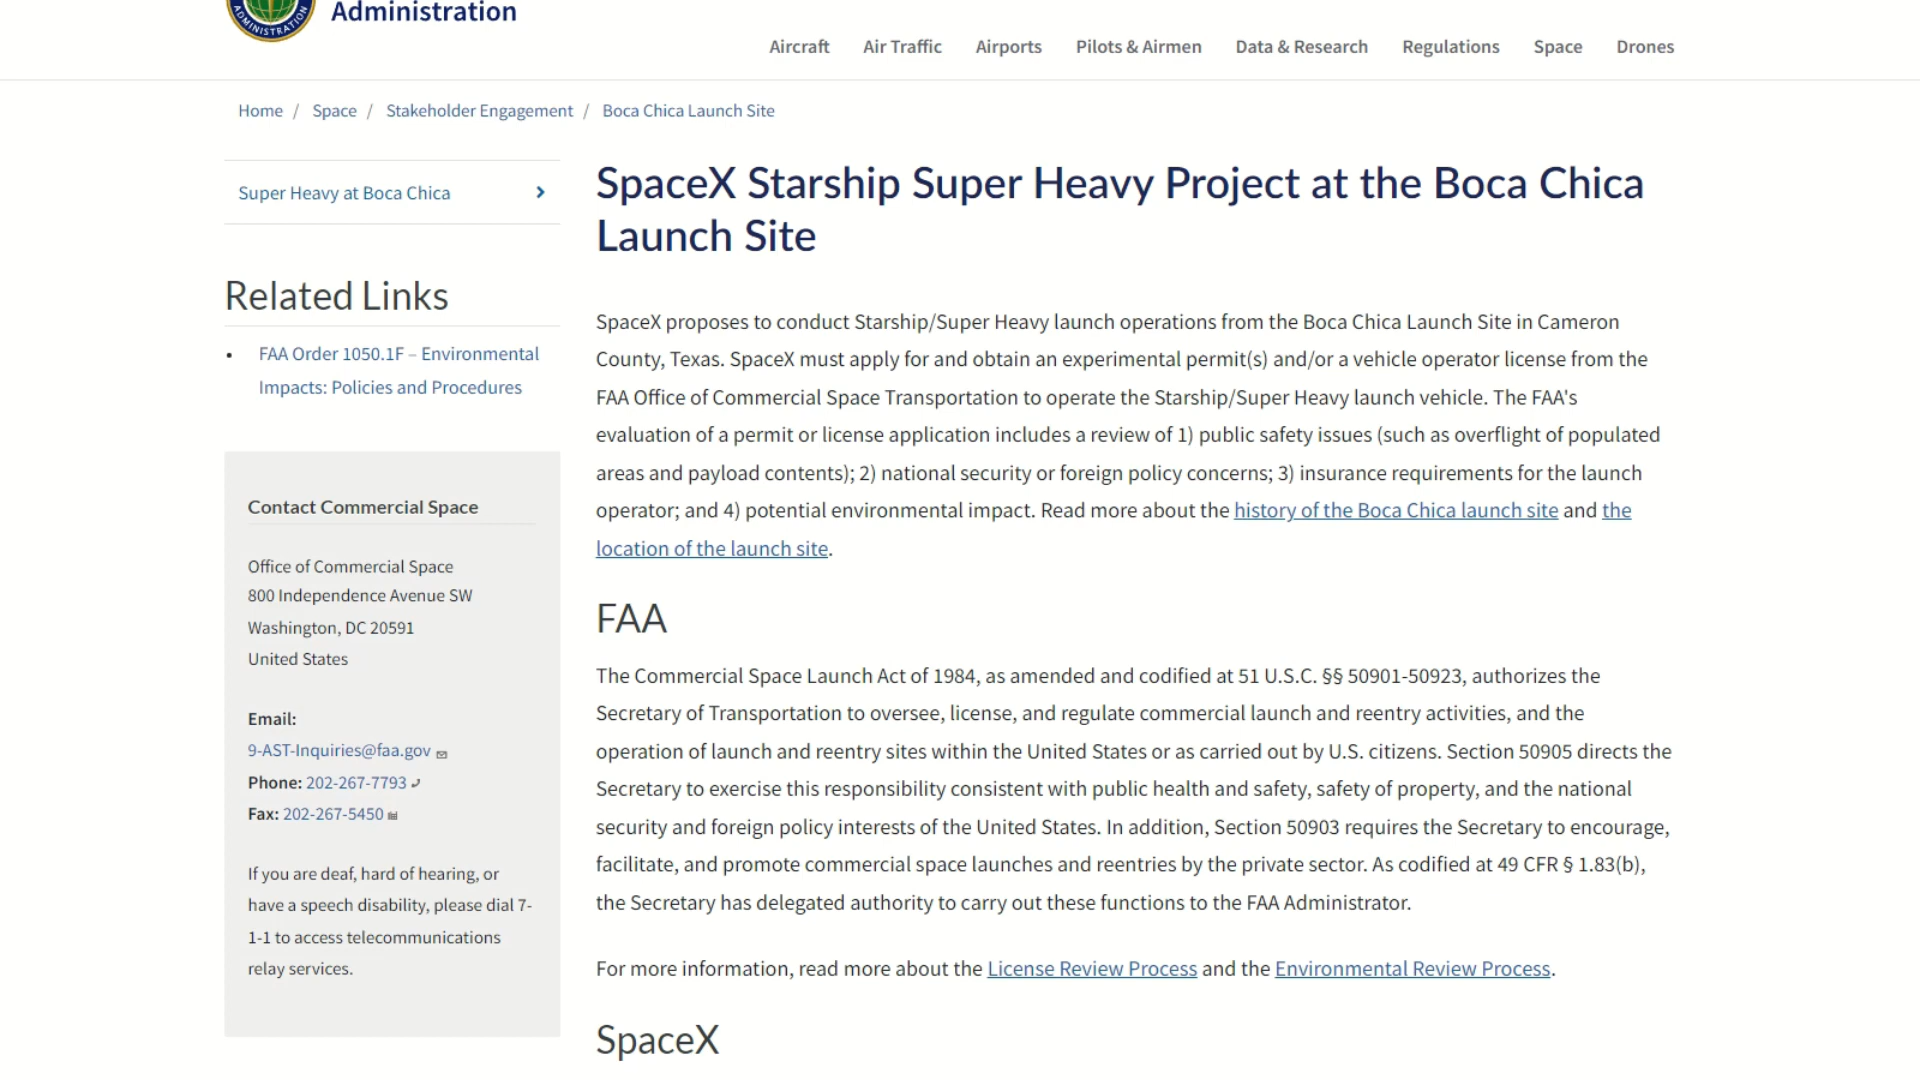 ADMINISTRATION
Administration
Aircraft Air Traffic Airports Pilots & Airmen Data & Research Regulations Space Drones
Home / Space / Stakeholder Engagement / Boca Chica Launch Site
Super Heavy at Boca Chica
Related Links
• FAA Order 1050.1F – Environmental
Impacts: Policies and Procedures
Contact Commercial Space
Office of Commercial Space
800 Independence Avenue SW
Washington, DC 20591
United States
Email:
9-AST-Inquiries@faa.gov
Phone: 202-267-7793
Fax: 202-267-5450
If you are deaf, hard of hearing, or
have a speech disability, please dial 7-
1-1 to access telecommunications
relay services.
SpaceX Starship Super Heavy Project at the Boca Chica
Launch Site
SpaceX proposes to conduct Starship/Super Heavy launch operations from the Boca Chica Launch Site in Cameron
County, Texas. SpaceX must apply for and obtain an experimental permit(s) and/or a vehicle operator license from the
FAA Office of Commercial Space Transportation to operate the Starship/Super Heavy launch vehicle. The FAA's
evaluation of a permit or license application includes a review of 1) public safety issues (such as overflight of populated
areas and payload contents); 2) national security or foreign policy concerns; 3) insurance requirements for the launch
operator; and 4) potential environmental impact. Read more about the history of the Boca Chica launch site and the
location of the launch site.
FAA
The Commercial Space Launch Act of 1984, as amended and codified at 51 U.S.C. §§ 50901-50923, authorizes the
Secretary of Transportation to oversee, license, and regulate commercial launch and reentry activities, and the
operation of launch and reentry sites within the United States or as carried out by U.S. citizens. Section 50905 directs the
Secretary to exercise this responsibility consistent with public health and safety, safety of property, and the national
security and foreign policy interests of the United States. In addition, Section 50903 requires the Secretary to encourage,
facilitate, and promote commercial space launches and reentries by the private sector. As codified at 49 CFR § 1.83(b),
the Secretary has delegated authority to carry out these functions to the FAA Administrator.
For more information, read more about the License Review Process and the Environmental Review Process.
SpaceX